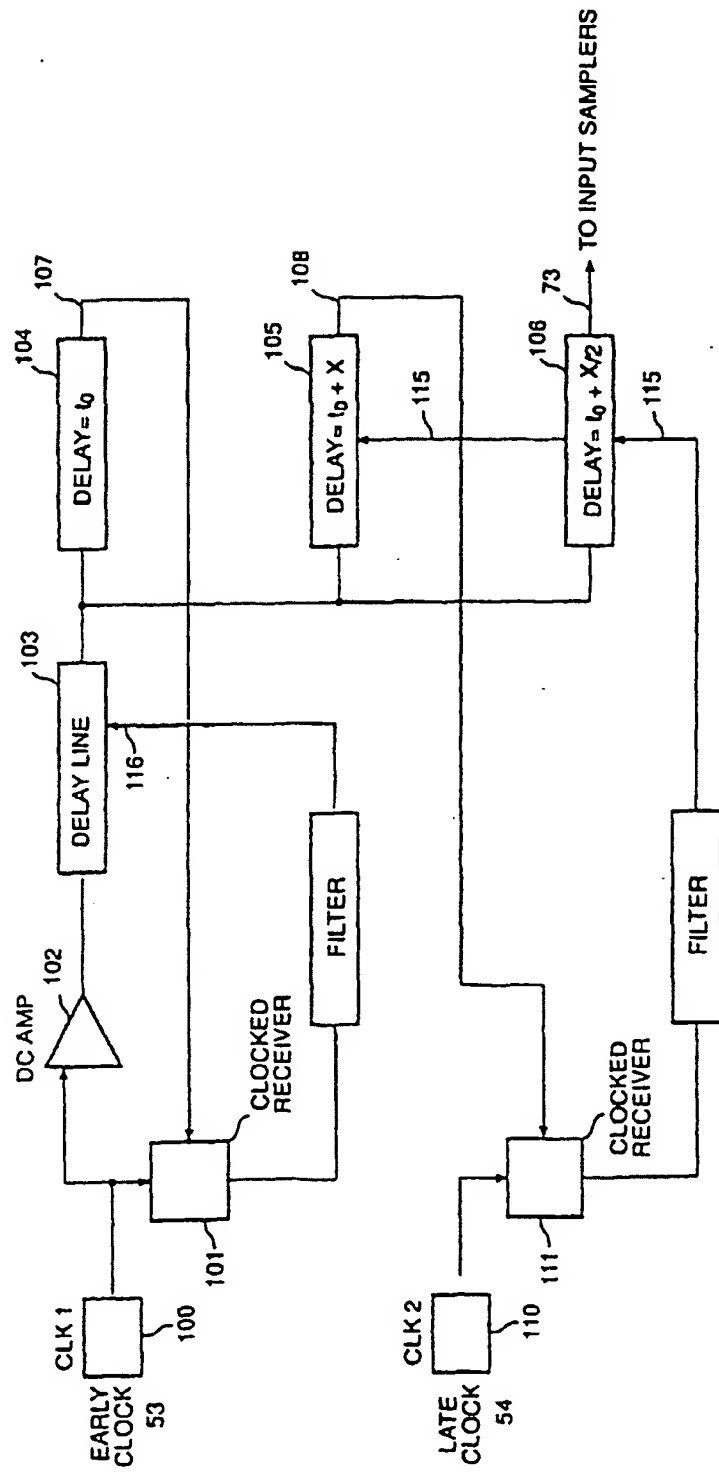 EARLY
CLOCK
53
CLK 1
100
DC AMP
102
103
DELAY LINE
104
DELAY= t0
107
101
CLOCKED
RECEIVER
FILTER
116
105
DELAY= t0 + X
108
115
106
DELAY= t0 + X/2
73
TO INPUT SAMPLERS
115
LATE
CLOCK
54
CLK 2
110
111
CLOCKED
RECEIVER
FILTER